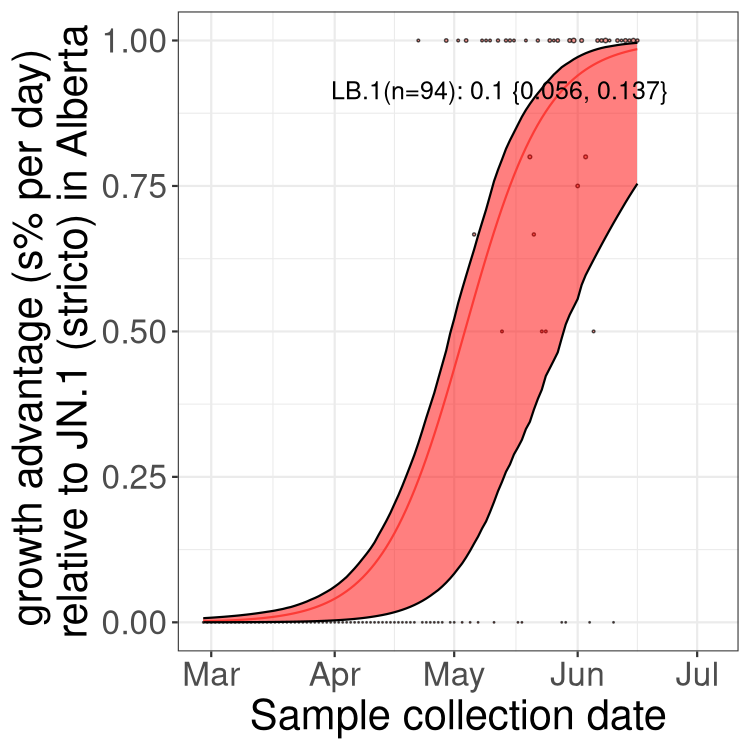 growth advantage (s% per day)
relative to JN.1 (stricto) in Alberta
1.00
0.75
0.50
0.25
0.00
LB.1(n=94): 0.1 {0.056, 0.137}
Mar Apr May Jun Jul
Sample collection date